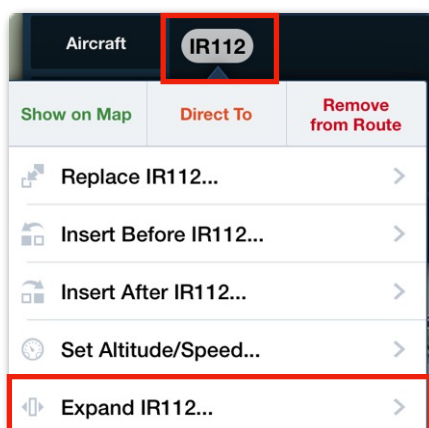 Aircraft
IR112
Show on Map
Direct To
Remove
from Route
Replace IR112...
Insert Before IR112...
Insert After IR112...
Set Altitude/Speed...
Expand IR112...